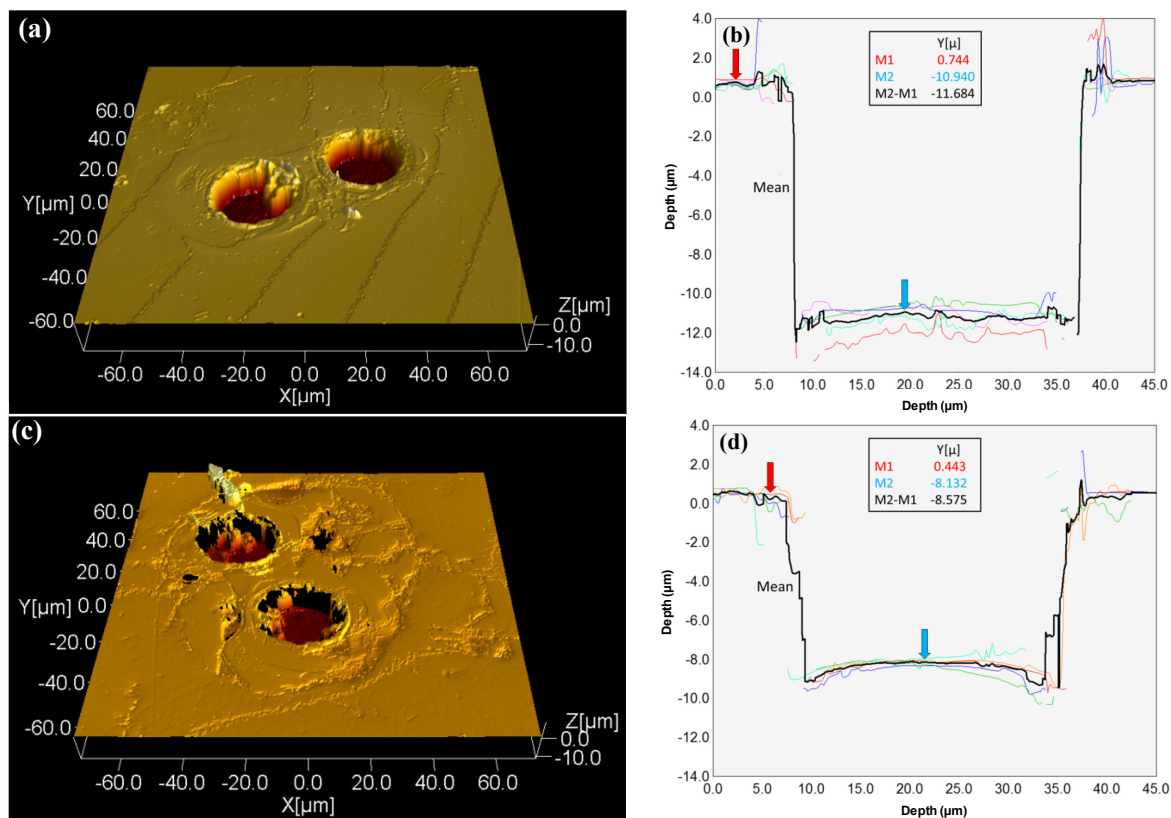 (a)
60.0
40.0
20.0
Y[µm] 0.0
-20.0
-40.0
-60.0
Z[µm]
0.0
-10.0
-60.0 -40.0 -20.0 0.0 20.0 40.0 60.0
X[µm]
(b)
Y[µ]
M1 0.744
M2 -10.940
M2-M1 -11.684
4.0
2.0
0.0
-2.0
-4.0
-6.0
-8.0
-10.0
-12.0
-14.0
Depth (µm)
Mean
0.0 5.0 10.0 15.0 20.0 25.0 30.0 35.0 40.0 45.0
Depth (µm)
(c)
60.0
40.0
20.0
Y[µm] 0.0
-20.0
-40.0
-60.0
Z[µm]
0.0
-10.0
-60.0 -40.0 -20.0 0.0 20.0 40.0 60.0
X[µm]
(d)
Y[µ]
M1 0.443
M2 -8.132
M2-M1 -8.575
4.0
2.0
0.0
-2.0
-4.0
-6.0
-8.0
-10.0
-12.0
-14.0
Depth (µm)
Mean
0.0 5.0 10.0 15.0 20.0 25.0 30.0 35.0 40.0 45.0
Depth (µm)